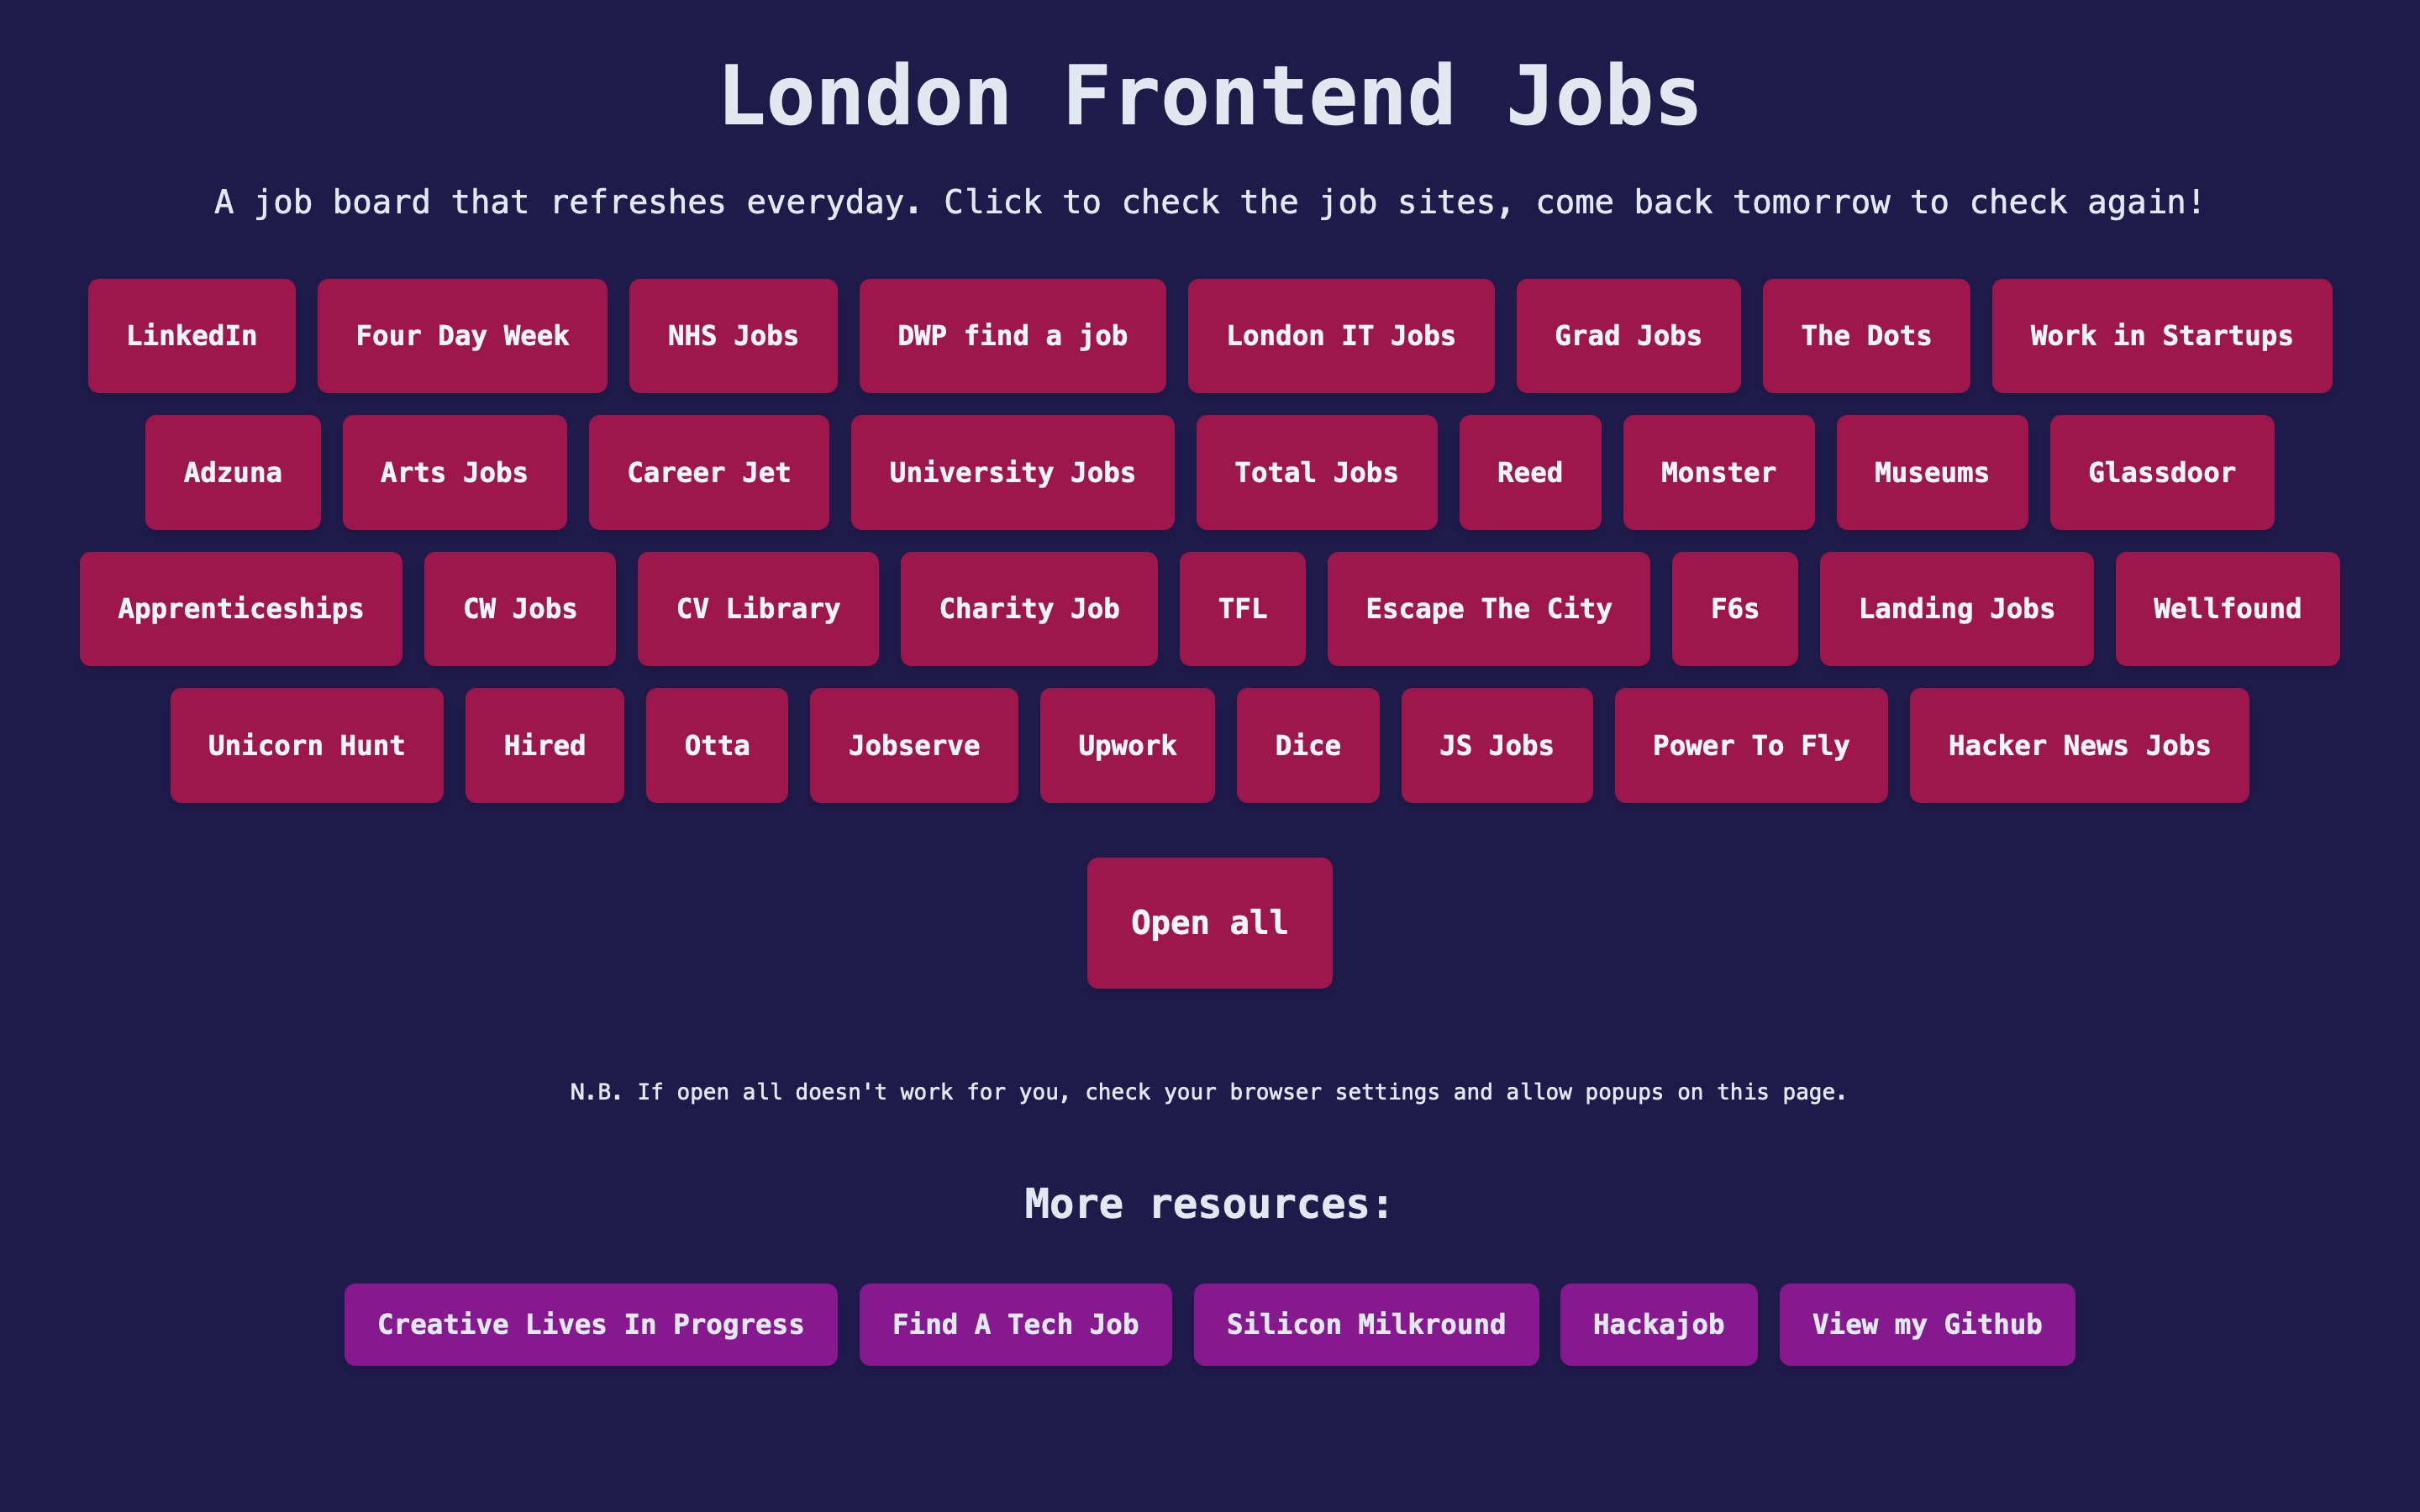 London Frontend Jobs
A job board that refreshes everyday. Click to check the job sites, come back tomorrow to check again!
LinkedIn Four Day Week NHS Jobs DWP find a job London IT Jobs Grad Jobs The Dots Work in Startups
Adzuna Arts Jobs Career Jet University Jobs Total Jobs Reed Monster Museums Glassdoor
Apprenticeships CW Jobs CV Library Charity Job TFL Escape The City F6s Landing Jobs Wellfound
Unicorn Hunt Hired Otta Jobserve Upwork Dice JS Jobs Power To Fly Hacker News Jobs
Open all
N.B. If open all doesn't work for you, check your browser settings and allow popups on this page.
More resources:
Creative Lives In Progress Find A Tech Job Silicon Milkround Hackajob View my Github